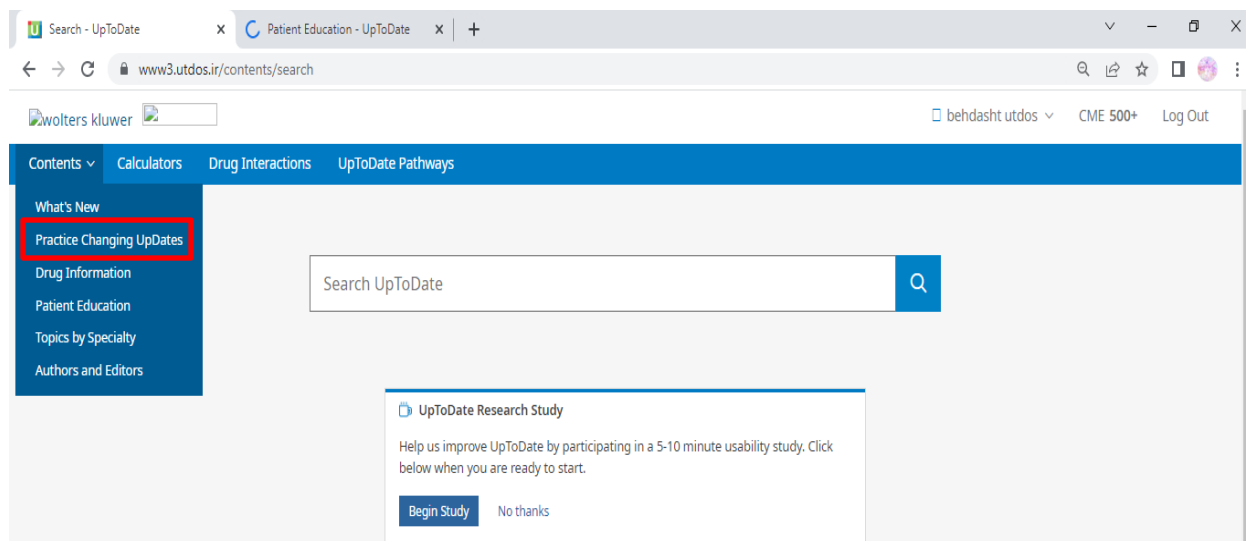 Search - UpToDate
Patient Education - UpToDate
www3.utdos.ir/contents/search
wolters kluwer
behdasht utdos
CME 500+
Log Out
Contents
Calculators
Drug Interactions
UpToDate Pathways
What's New
Practice Changing UpDates
Drug Information
Patient Education
Topics by Specialty
Authors and Editors
Search UpToDate
UpToDate Research Study
Help us improve UpToDate by participating in a 5-10 minute usability study. Click
below when you are ready to start.
Begin Study
No thanks